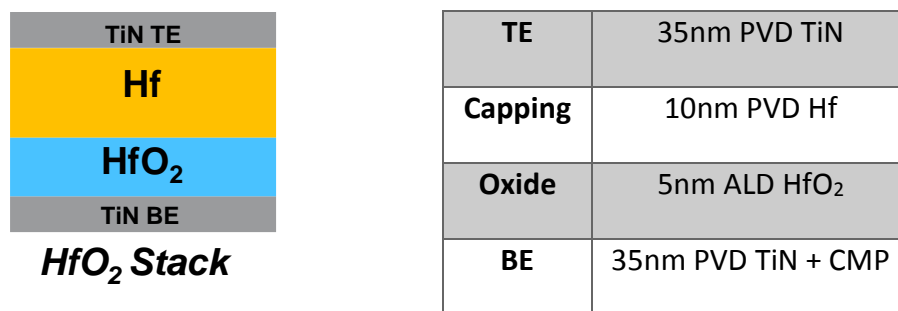 TiN TE
Hf
HfO₂
TiN BE
HfO₂ Stack
TE 35nm PVD TiN
Capping 10nm PVD Hf
Oxide 5nm ALD HfO₂
BE 35nm PVD TiN + CMP